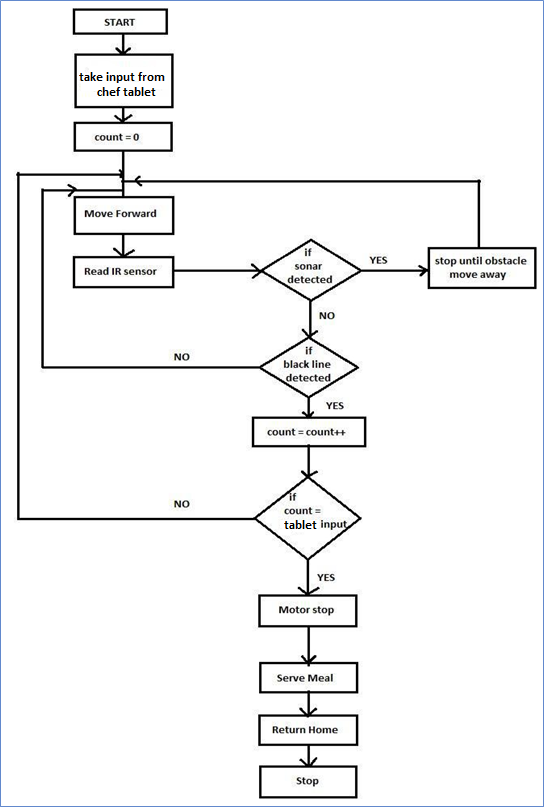 START
take input from
chef tablet
count = 0
Move Forward
Read IR sensor
if
sonar
detected
YES
stop until obstacle
move away
NO
if
black line
detected
NO
YES
count = count++
if
count =
tablet input
NO
YES
Motor stop
Serve Meal
Return Home
Stop